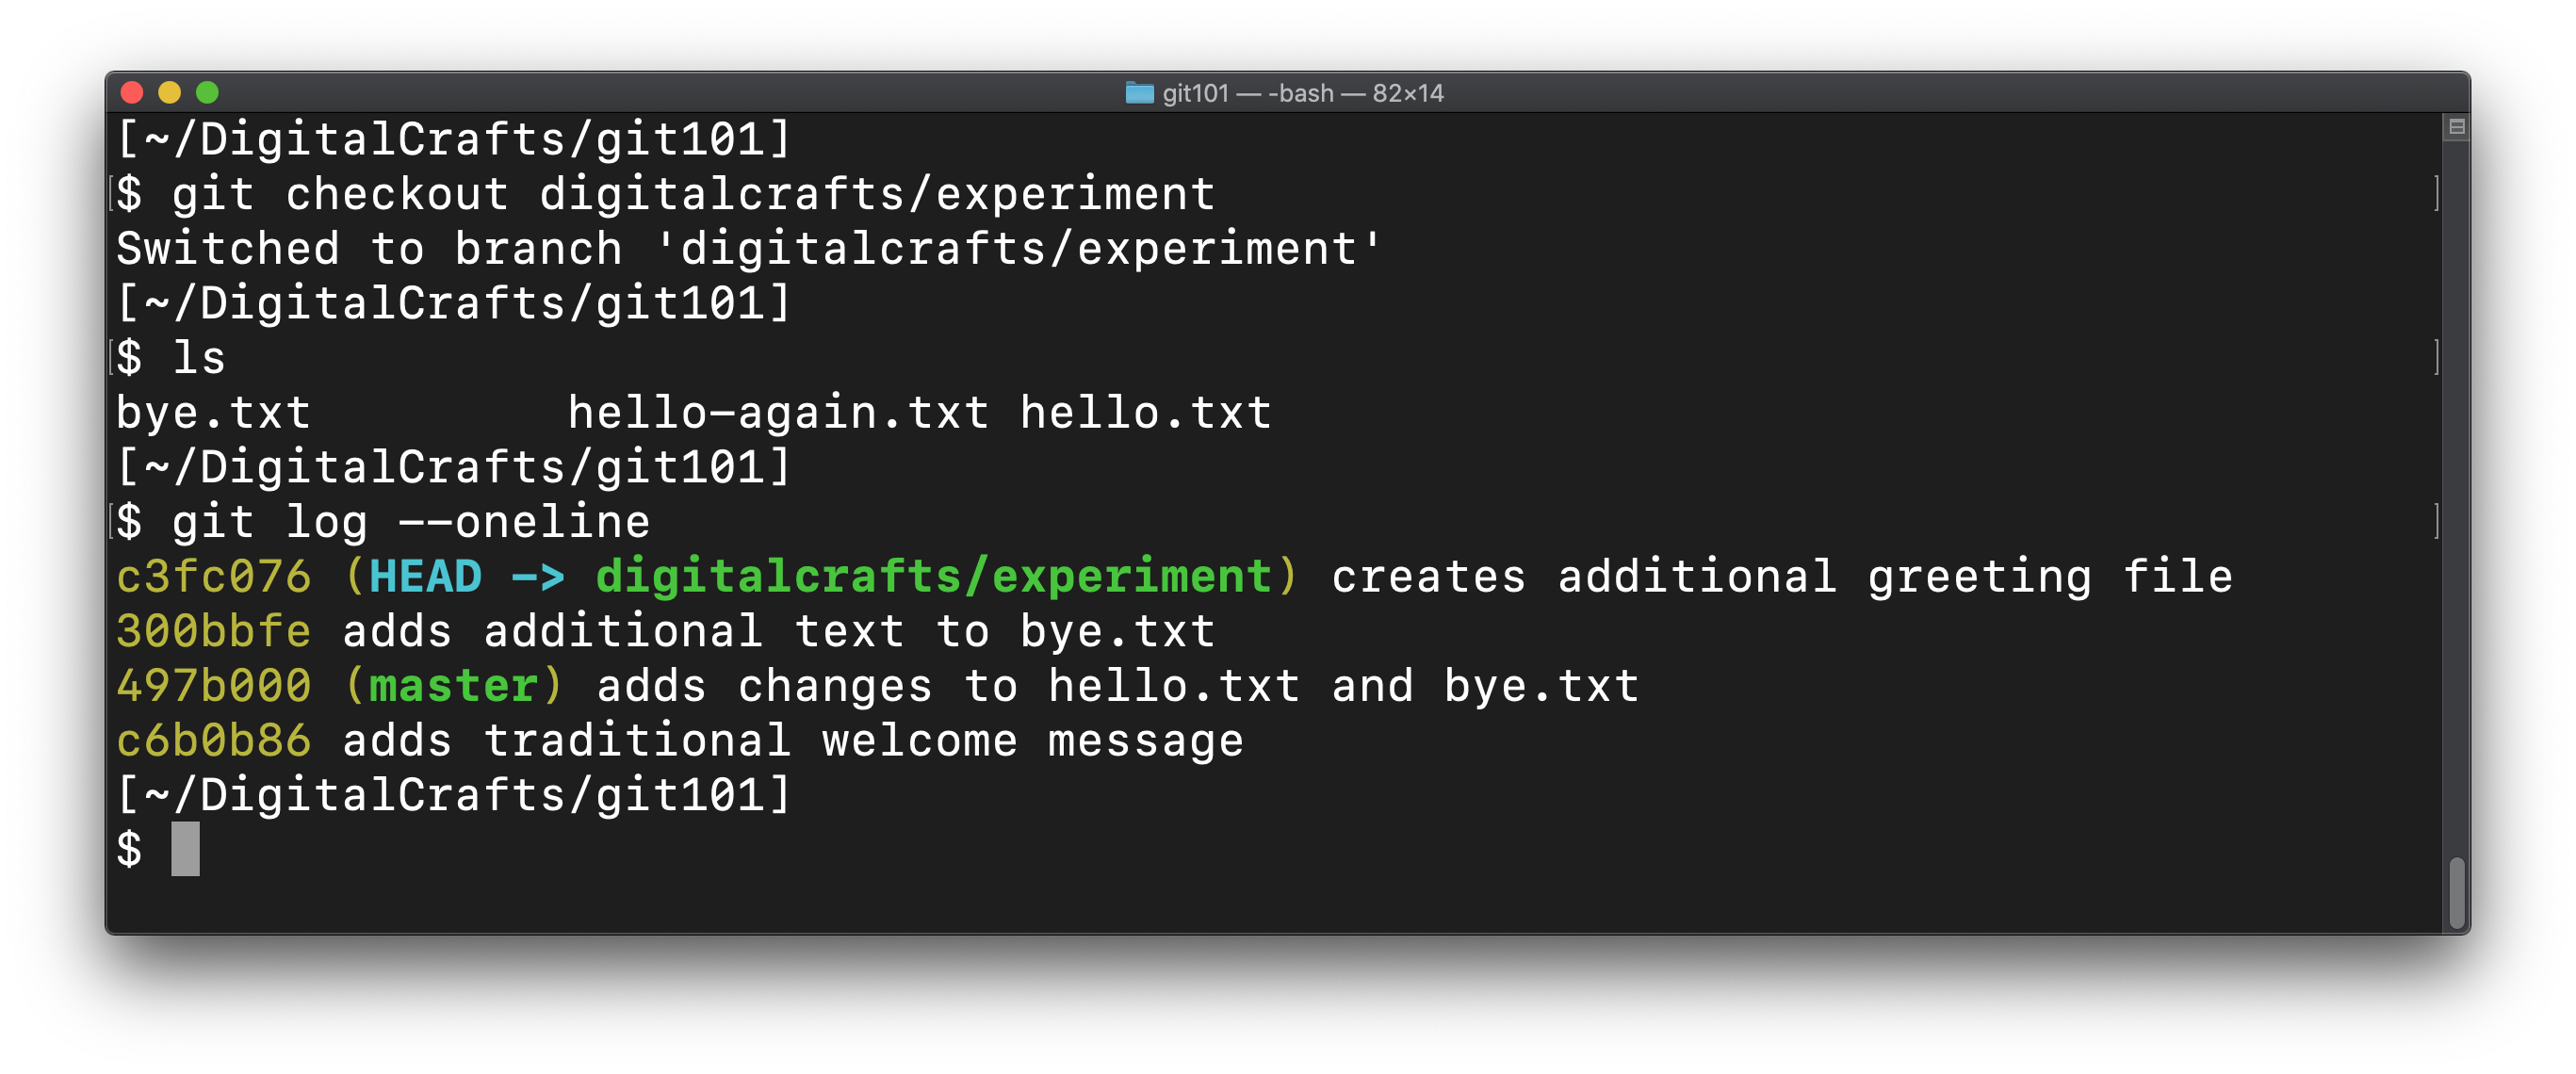 git101 — -bash — 82×14
[~/DigitalCrafts/git101]
[$ git checkout digitalcrafts/experiment ]
Switched to branch 'digitalcrafts/experiment'
[~/DigitalCrafts/git101]
[$ ls ]
bye.txt hello-again.txt hello.txt
[~/DigitalCrafts/git101]
[$ git log --oneline ]
c3fc076 (HEAD -> digitalcrafts/experiment) creates additional greeting file
300bbfe adds additional text to bye.txt
497b000 (master) adds changes to hello.txt and bye.txt
c6b0b86 adds traditional welcome message
[~/DigitalCrafts/git101]
$